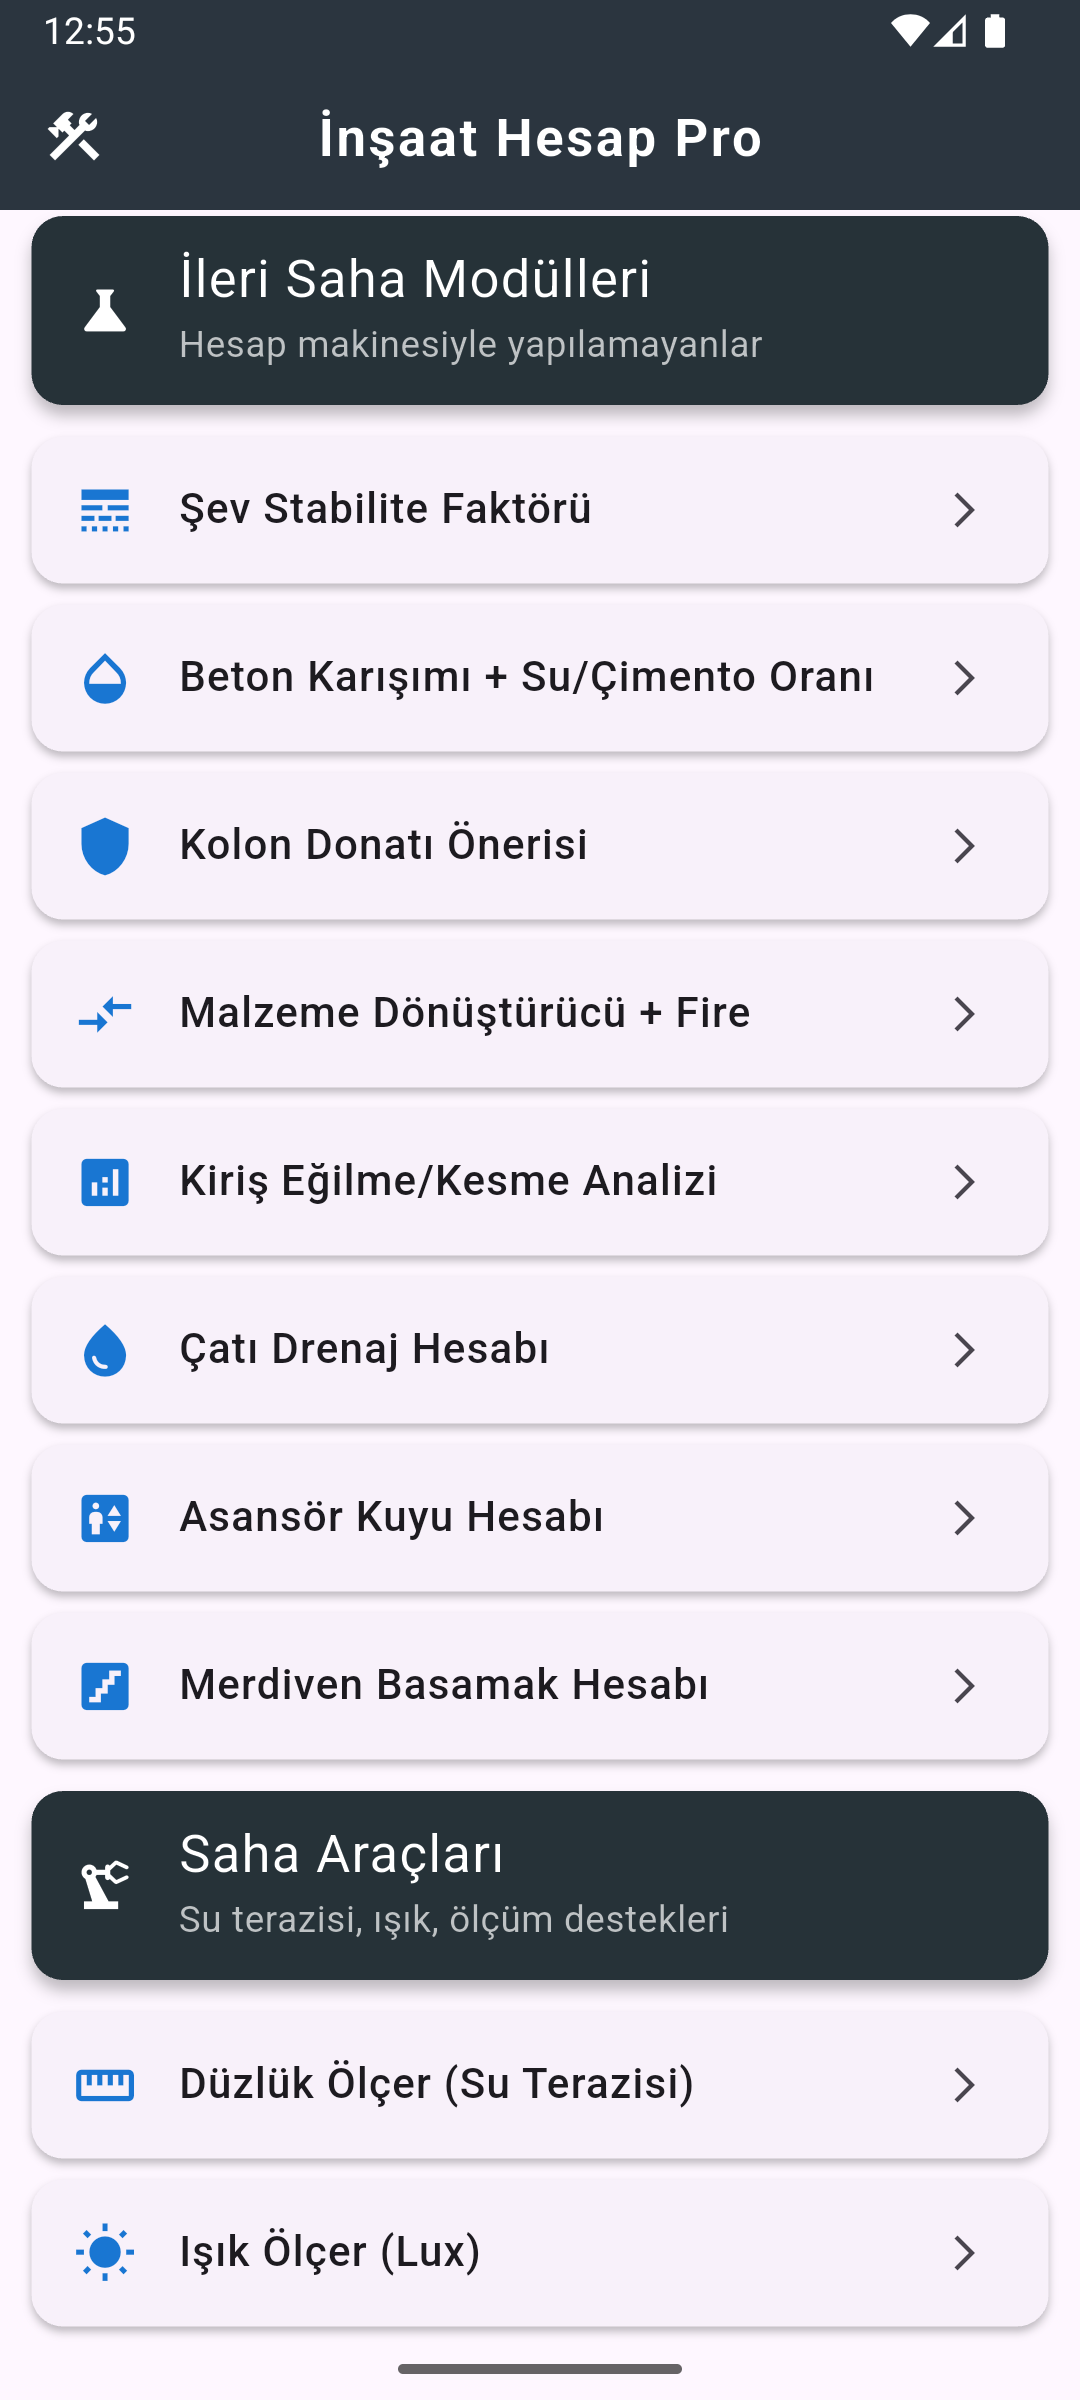 12:55
İnşaat Hesap Pro
İleri Saha Modülleri
Hesap makinesiyle yapılamayanlar
Şev Stabilite Faktörü
Beton Karışımı + Su/Çimento Oranı
Kolon Donatı Önerisi
Malzeme Dönüştürücü + Fire
Kiriş Eğilme/Kesme Analizi
Çatı Drenaj Hesabı
Asansör Kuyu Hesabı
Merdiven Basamak Hesabı
Saha Araçları
Su terazisi, ışık, ölçüm destekleri
Düzlük Ölçer (Su Terazisi)
Işık Ölçer (Lux)